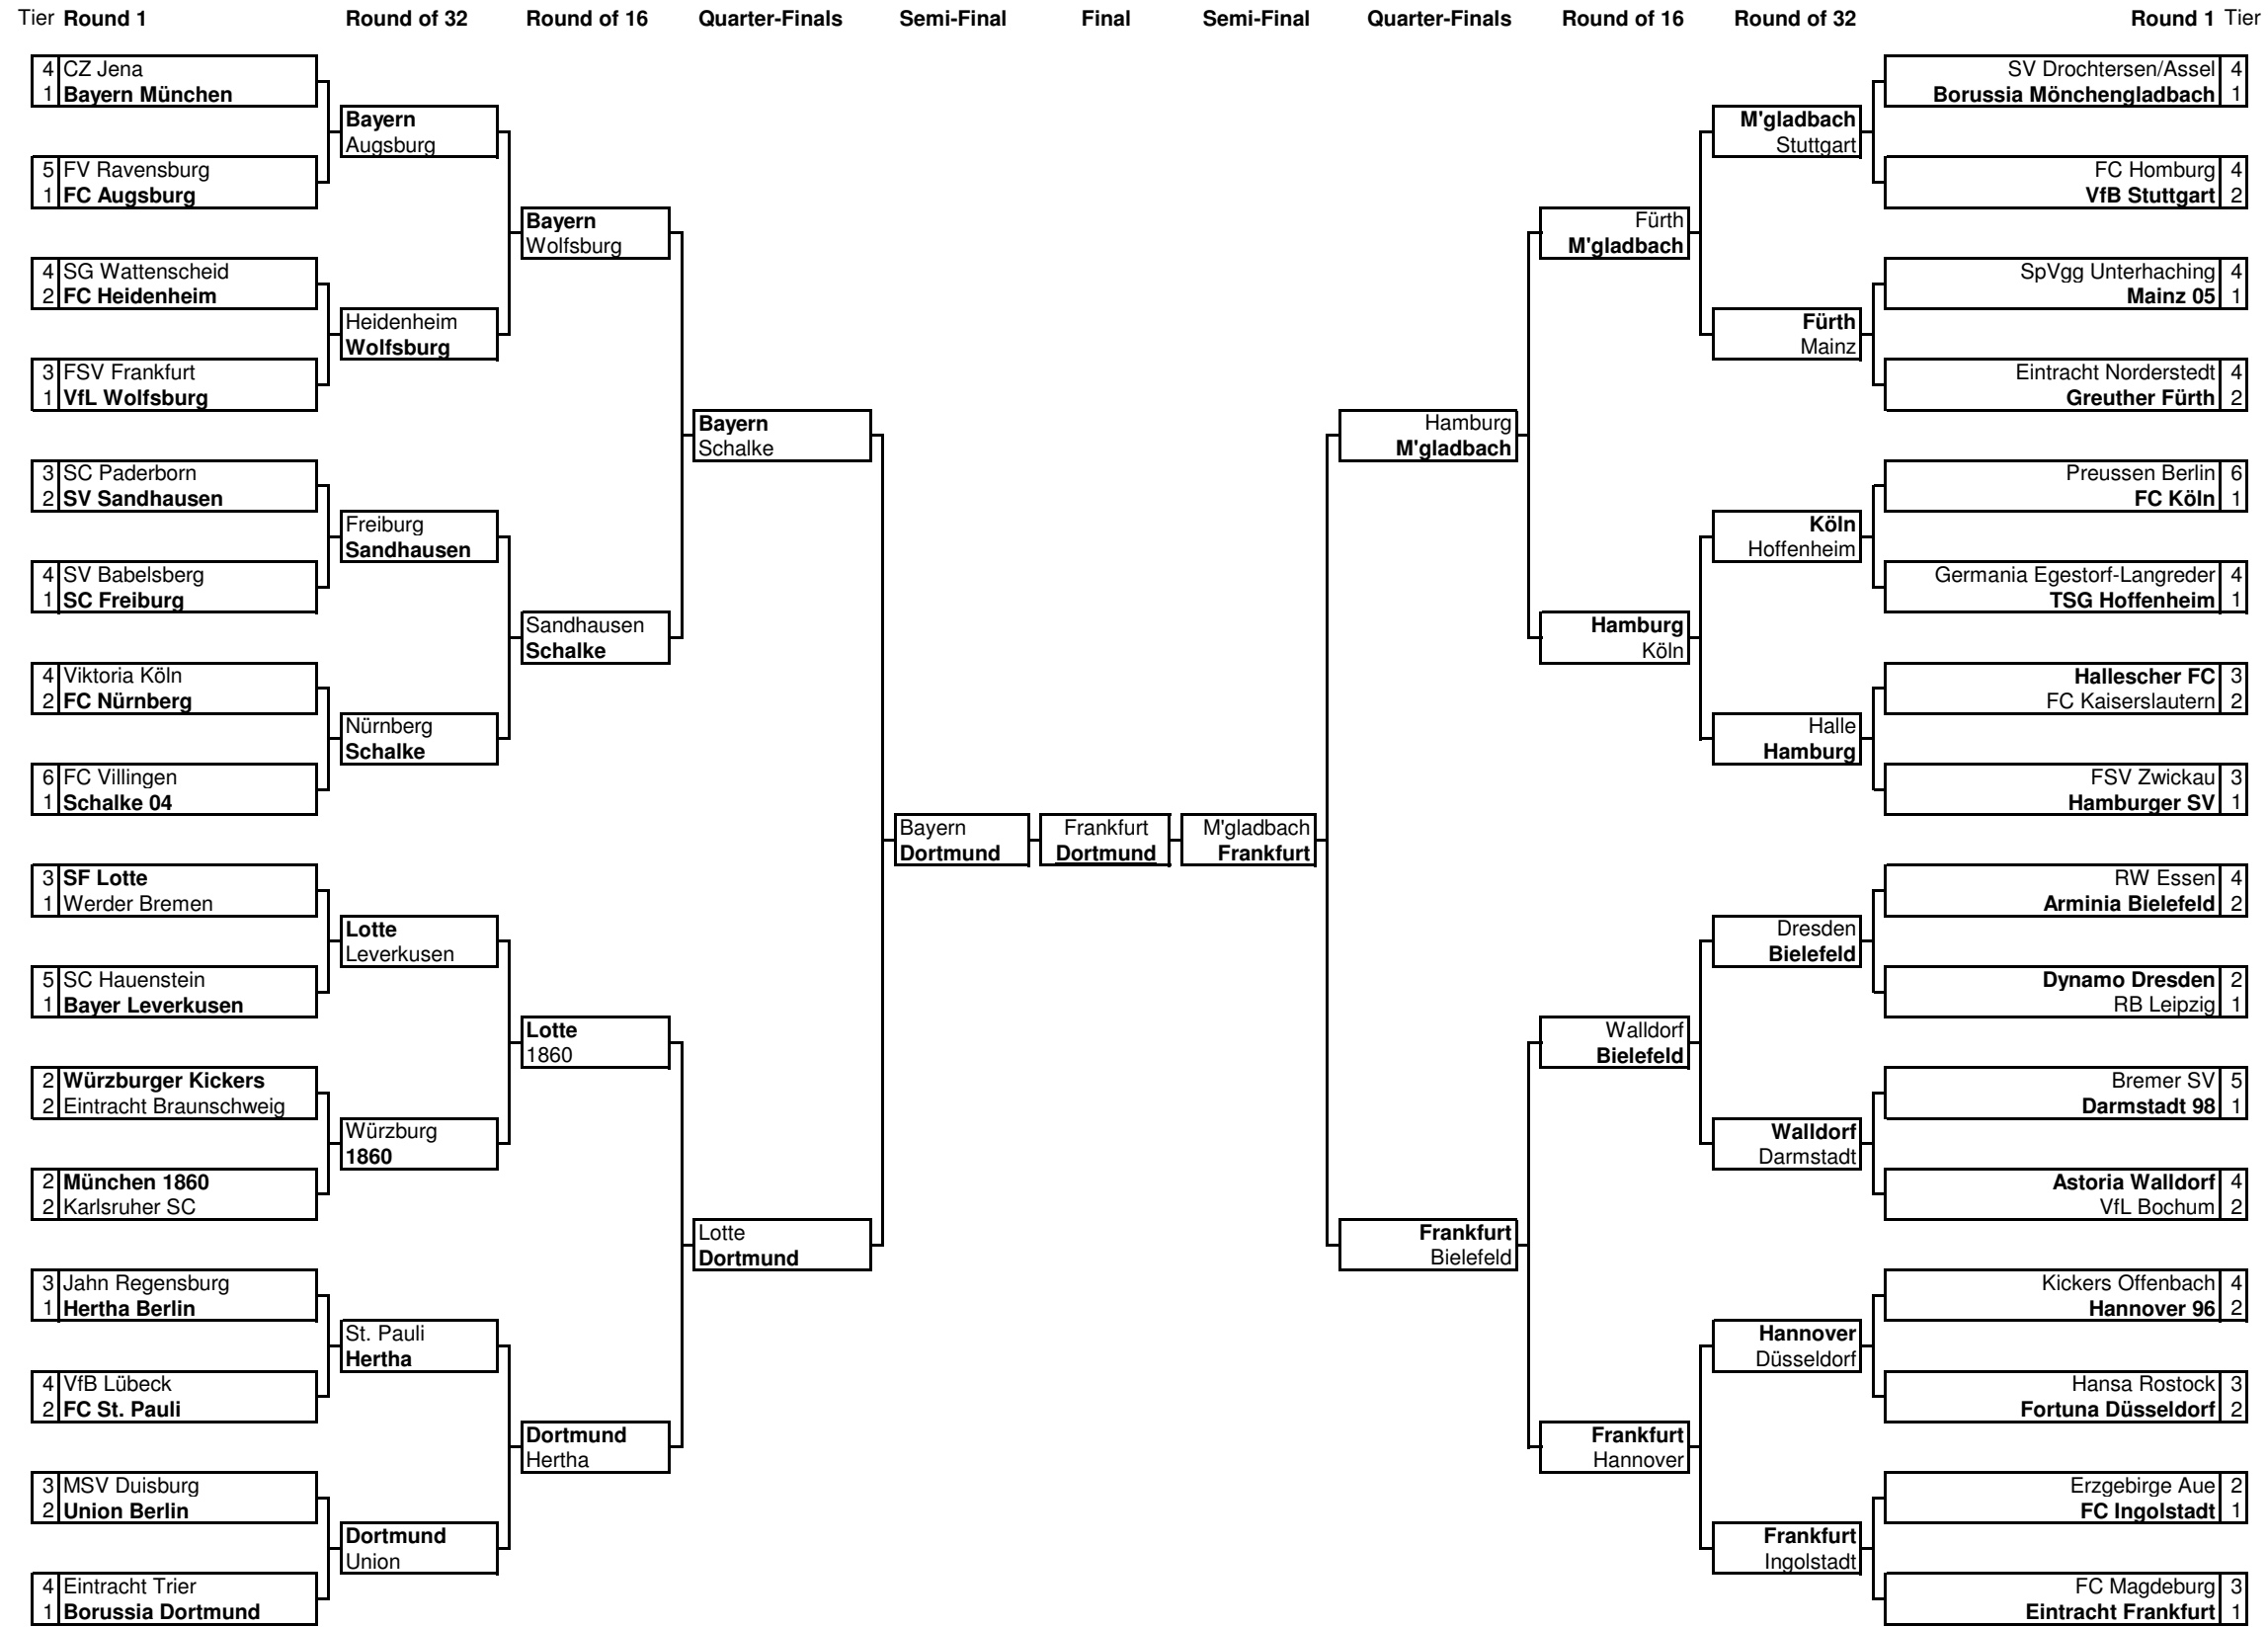 Tier Round 1 Round of 32 Round of 16 Quarter-Finals Semi-Final Final Semi-Final Quarter-Finals Round of 16 Round of 32 Round 1 Tier
4 CZ Jena
1 Bayern München
5 FV Ravensburg
1 FC Augsburg
4 SG Wattenscheid
2 FC Heidenheim
3 FSV Frankfurt
1 VfL Wolfsburg
3 SC Paderborn
2 SV Sandhausen
4 SV Babelsberg
1 SC Freiburg
4 Viktoria Köln
2 FC Nürnberg
6 FC Villingen
1 Schalke 04
3 SF Lotte
1 Werder Bremen
5 SC Hauenstein
1 Bayer Leverkusen
2 Würzburger Kickers
2 Eintracht Braunschweig
2 München 1860
2 Karlsruher SC
3 Jahn Regensburg
1 Hertha Berlin
4 VfB Lübeck
2 FC St. Pauli
3 MSV Duisburg
2 Union Berlin
4 Eintracht Trier
1 Borussia Dortmund
Bayern
Augsburg
Heidenheim
Wolfsburg
Freiburg
Sandhausen
Nürnberg
Schalke
Lotte
Leverkusen
Würzburg
1860
St. Pauli
Hertha
Dortmund
Union
Bayern
Wolfsburg
Sandhausen
Schalke
Lotte
1860
Dortmund
Hertha
Bayern
Schalke
Lotte
Dortmund
Bayern
Dortmund
Frankfurt
Dortmund
M'gladbach
Frankfurt
Hamburg
M'gladbach
Frankfurt
Bielefeld
Fürth
M'gladbach
Hamburg
Köln
Walldorf
Bielefeld
Frankfurt
Hannover
M'gladbach
Stuttgart
Fürth
Mainz
Köln
Hoffenheim
Halle
Hamburg
Dresden
Bielefeld
Walldorf
Darmstadt
Hannover
Düsseldorf
Frankfurt
Ingolstadt
SV Drochtersen/Assel 4
Borussia Mönchengladbach 1
FC Homburg 4
VfB Stuttgart 2
SpVgg Unterhaching 4
Mainz 05 1
Eintracht Norderstedt 4
Greuther Fürth 2
Preussen Berlin 6
FC Köln 1
Germania Egestorf-Langreder 4
TSG Hoffenheim 1
Hallescher FC 3
FC Kaiserslautern 2
FSV Zwickau 3
Hamburger SV 1
RW Essen 4
Arminia Bielefeld 2
Dynamo Dresden 2
RB Leipzig 1
Bremer SV 5
Darmstadt 98 1
Astoria Walldorf 4
VfL Bochum 2
Kickers Offenbach 4
Hannover 96 2
Hansa Rostock 3
Fortuna Düsseldorf 2
Erzgebirge Aue 2
FC Ingolstadt 1
FC Magdeburg 3
Eintracht Frankfurt 1